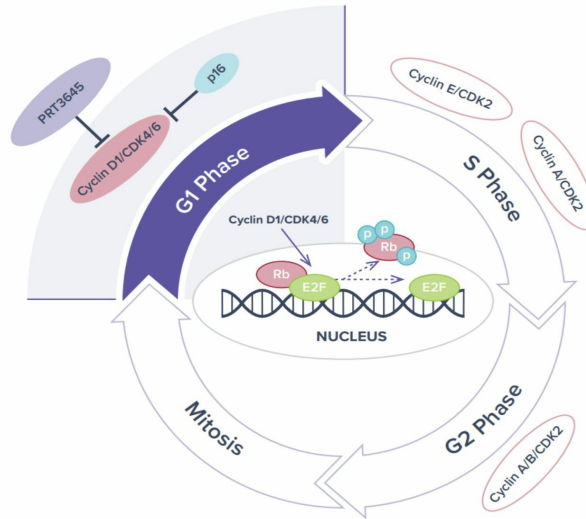 PRT3645
p16
Cyclin D1/CDK4/6
G1 Phase
Cyclin E/CDK2
Cyclin A/CDK2
S Phase
Cyclin D1/CDK4/6
Rb
E2F
p
p
Rb
p
E2F
NUCLEUS
Mitosis
G2 Phase
Cyclin A/B/CDK2